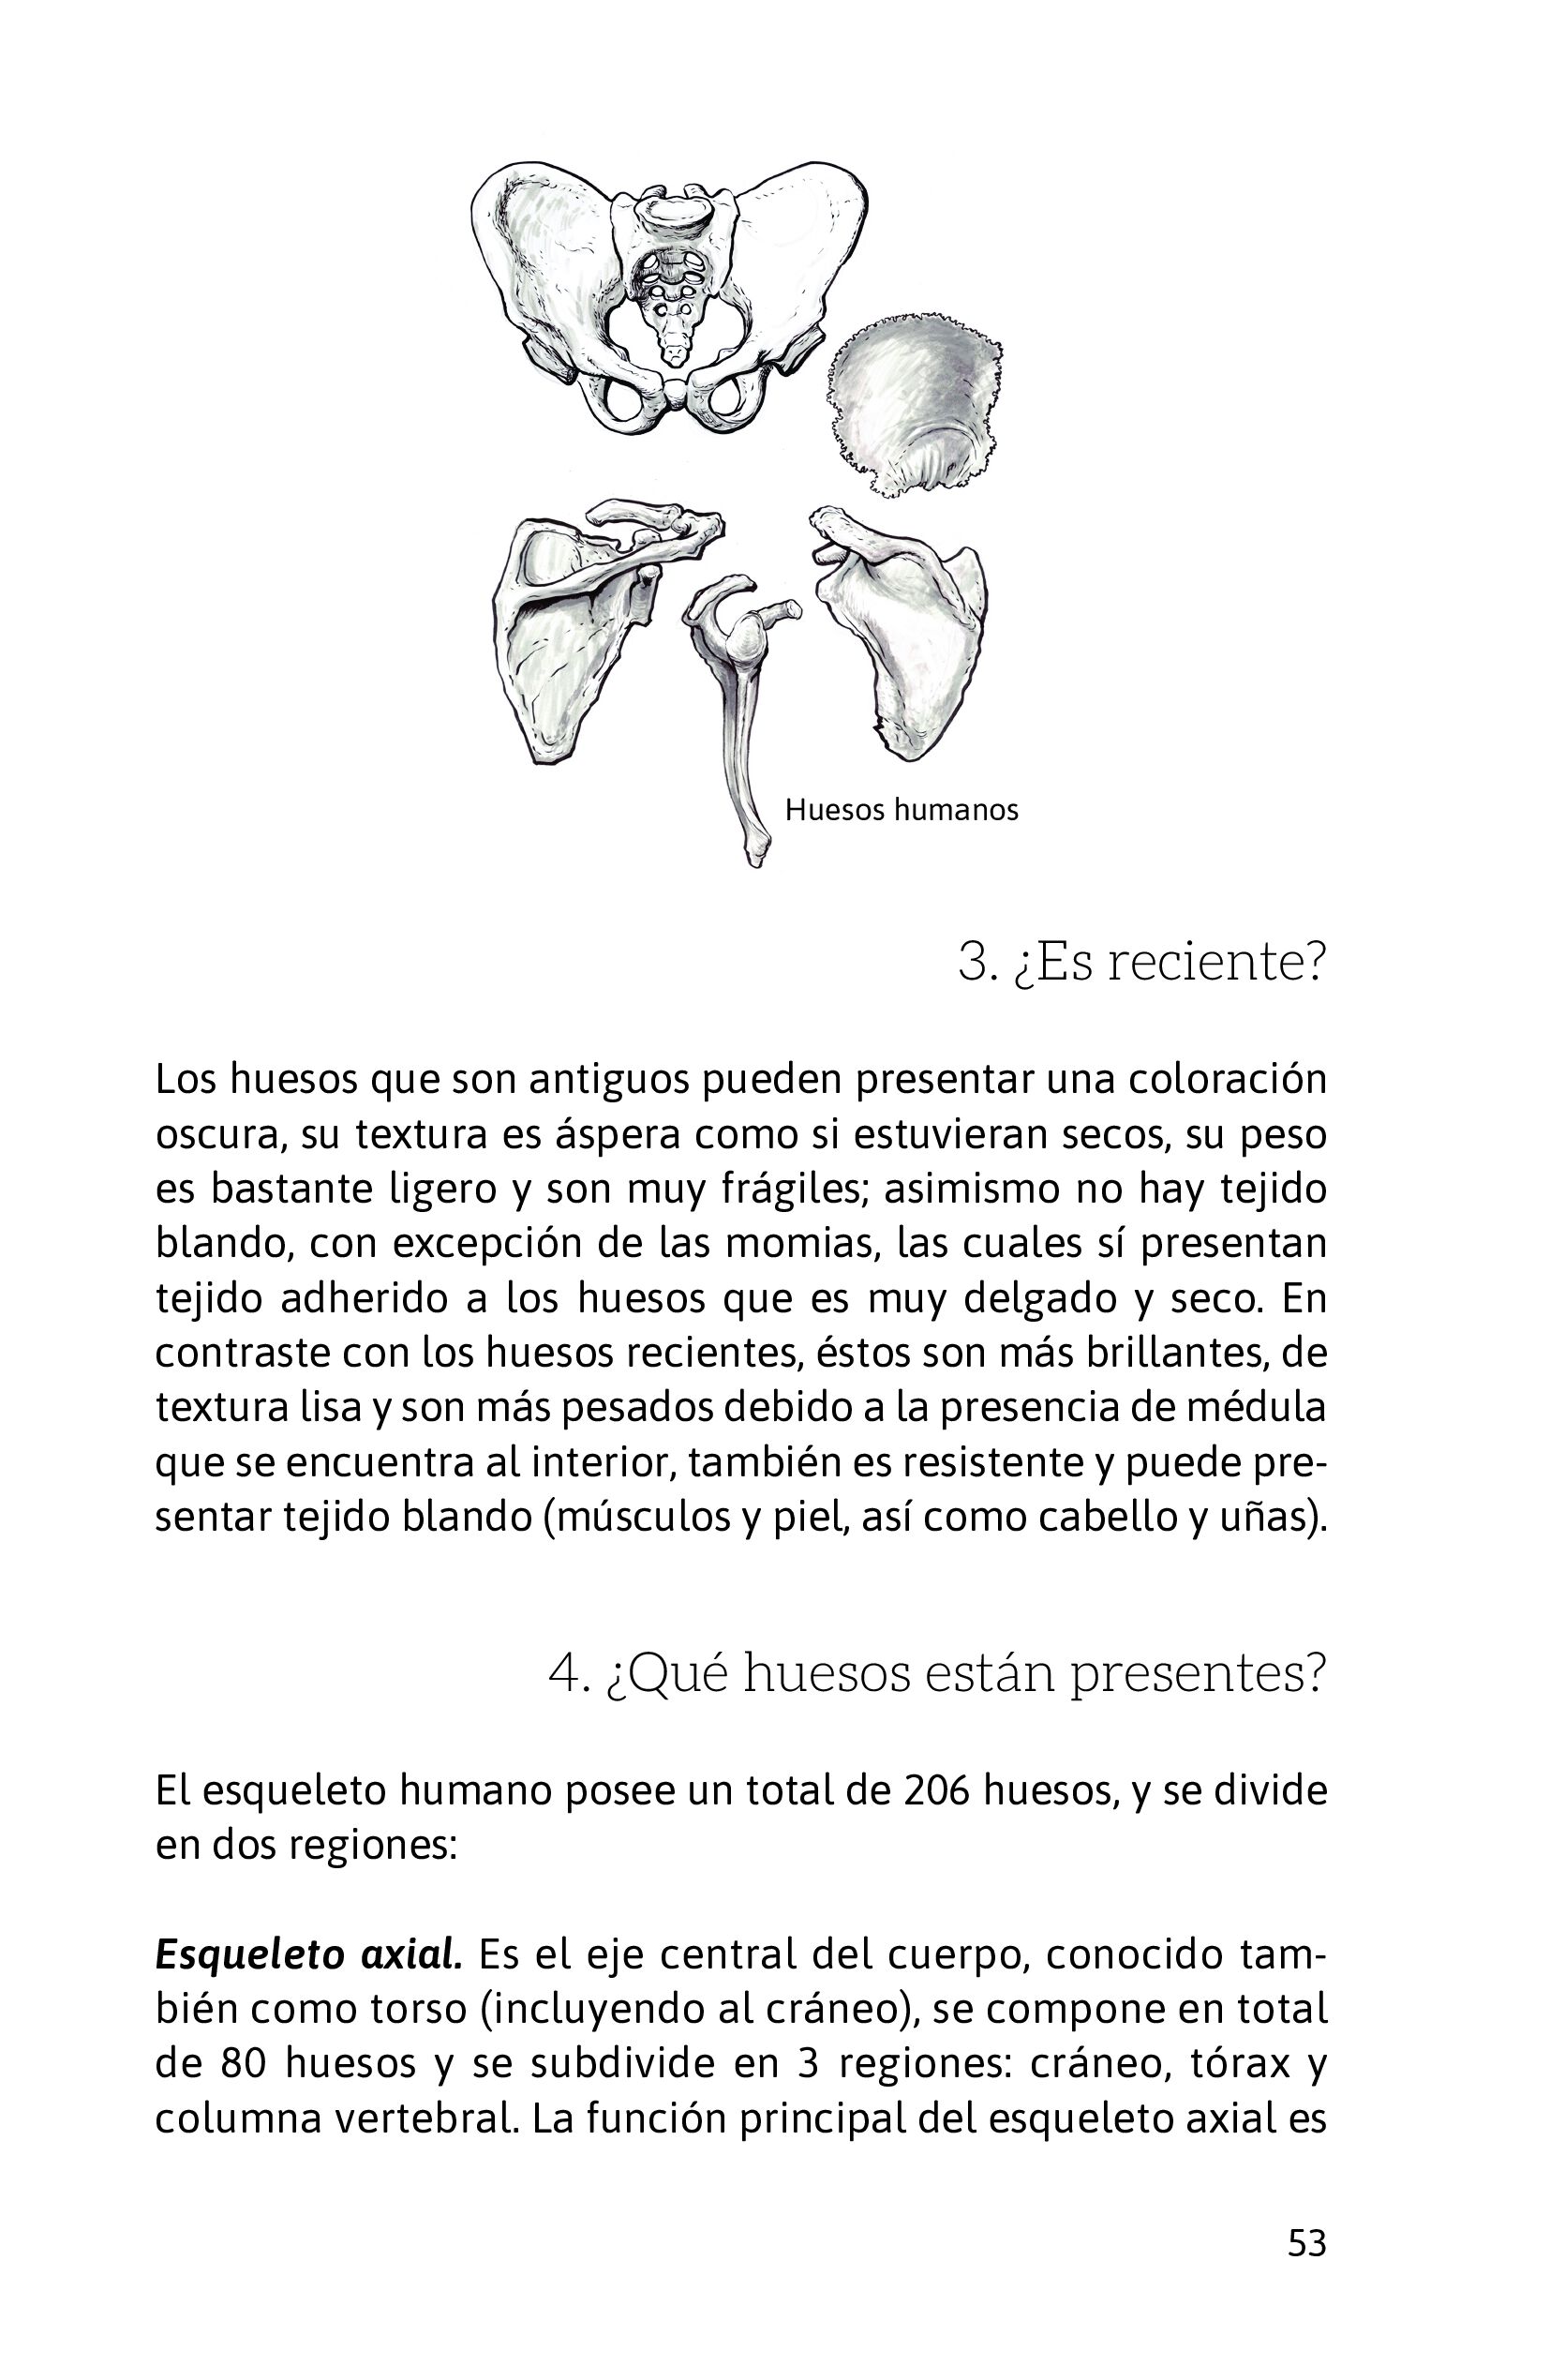 Huesos humanos
3. ¿Es reciente?
Los huesos que son antiguos pueden presentar una coloración
oscura, su textura es áspera como si estuvieran secos, su peso
es bastante ligero y son muy frágiles; asimismo no hay tejido
blando, con excepción de las momias, las cuales sí presentan
tejido adherido a los huesos que es muy delgado y seco. En
contraste con los huesos recientes, éstos son más brillantes, de
textura lisa y son más pesados debido a la presencia de médula
que se encuentra al interior, también es resistente y puede pre-
sentar tejido blando (músculos y piel, así como cabello y uñas).
4. ¿Qué huesos están presentes?
El esqueleto humano posee un total de 206 huesos, y se divide
en dos regiones:
Esqueleto axial. Es el eje central del cuerpo, conocido tam-
bién como torso (incluyendo al cráneo), se compone en total
de 80 huesos y se subdivide en 3 regiones: cráneo, tórax y
columna vertebral. La función principal del esqueleto axial es
53